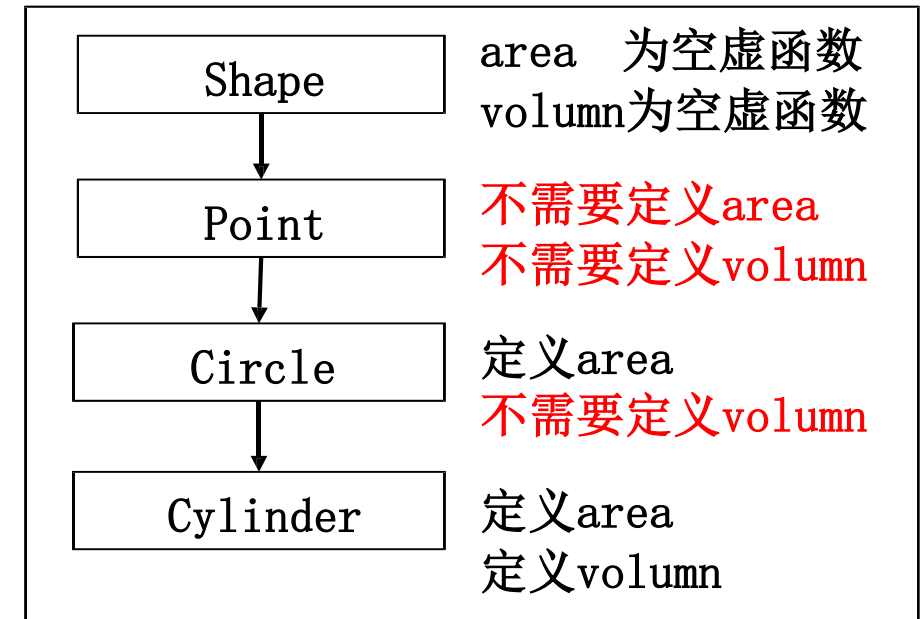 Shape
area 为空虚函数
volumn为空虚函数
Point
不需要定义area
不需要定义volumn
Circle
定义area
不需要定义volumn
Cylinder
定义area
定义volumn